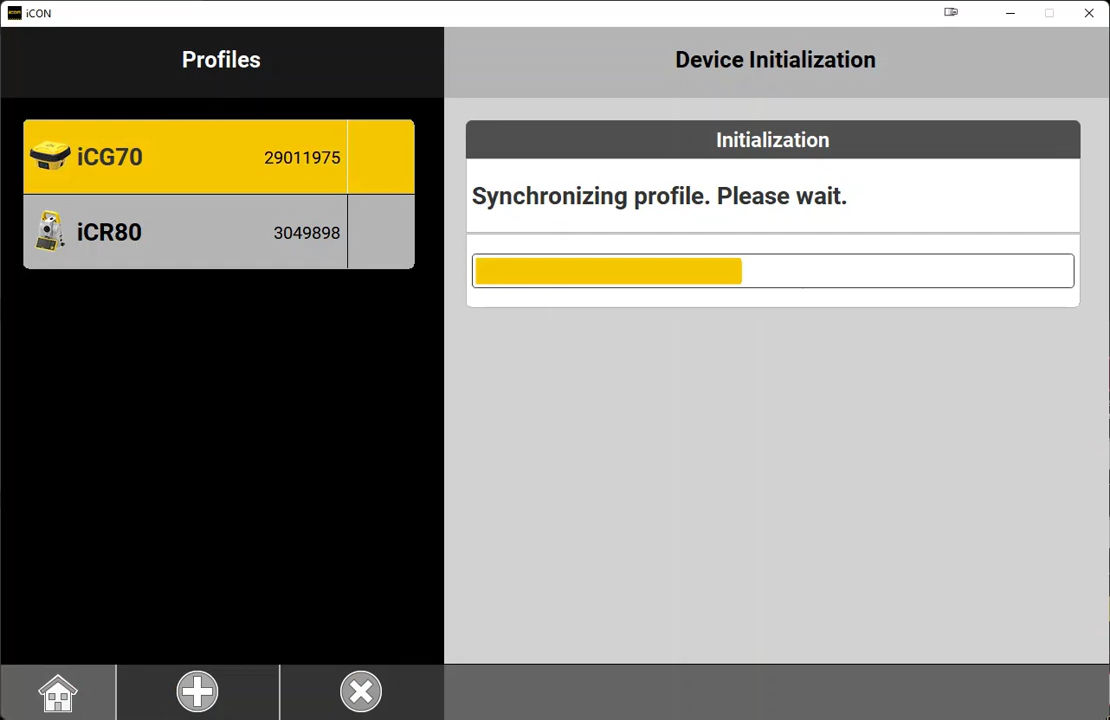 iCON
Profiles
Device Initialization
iCG70 29011975
iCR80 3049898
Initialization
Synchronizing profile. Please wait.